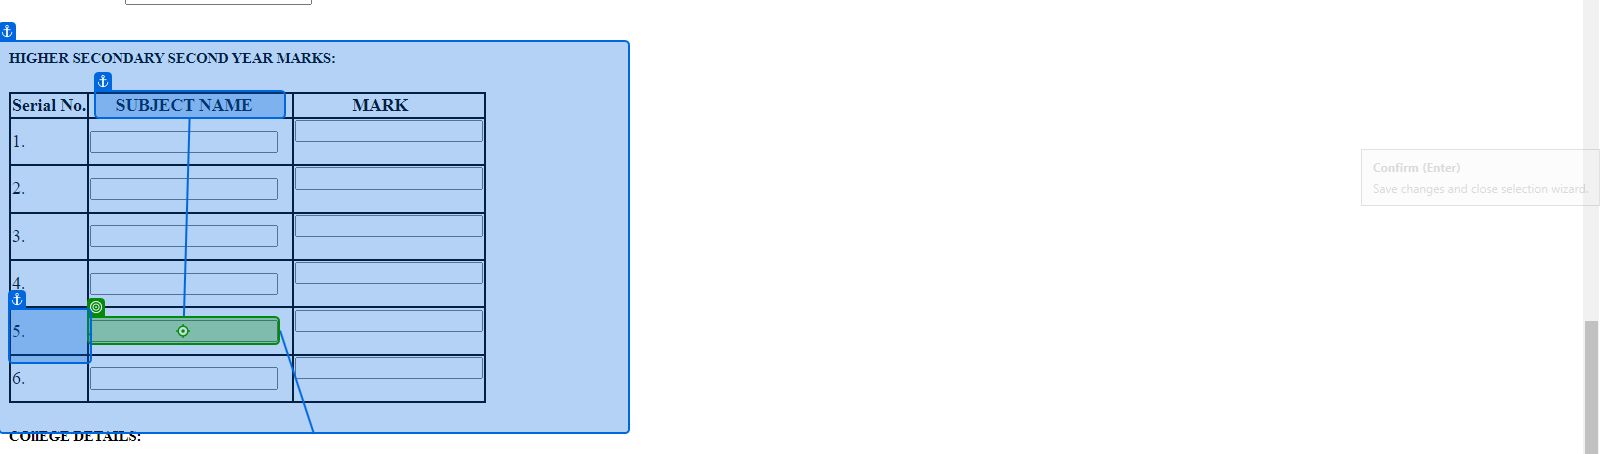 HIGHER SECONDARY SECOND YEAR MARKS:
Serial No. SUBJECT NAME MARK
1.
2.
3.
4.
5.
6.
Confirm (Enter)
Save changes and close selection wizard.
COllEGE DETAILS: